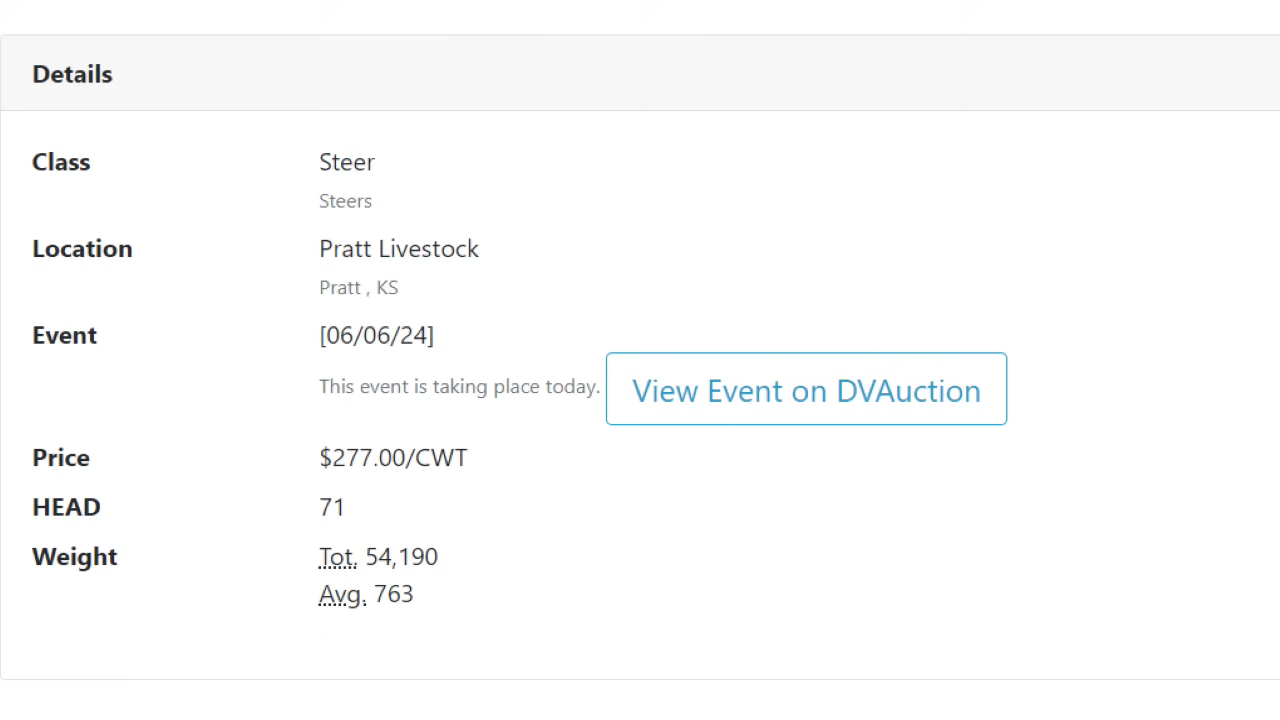 Details
Class Steer
Steers
Location Pratt Livestock
Pratt , KS
Event [06/06/24]
This event is taking place today. View Event on DVAuction
Price $277.00/CWT
HEAD 71
Weight Tot. 54,190
Avg. 763